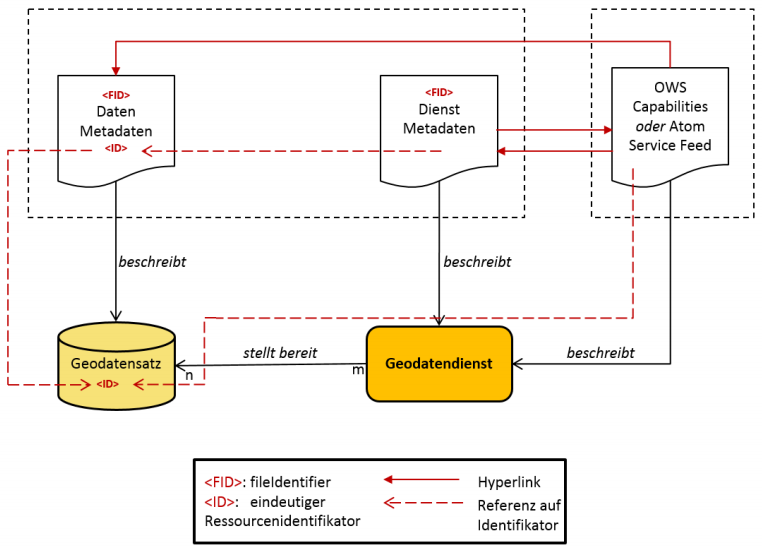 <FID>
Daten
Metadaten
<ID>
<FID>
Dienst
Metadaten
OWS
Capabilities
oder Atom
Service Feed
beschreibt
beschreibt
Geodatensatz
<ID>
n
stellt bereit
m
Geodatendienst
beschreibt
<FID>: fileIdentifier
<ID>: eindeutiger
Ressourcenidentifikator
Hyperlink
Referenz auf
Identifikator